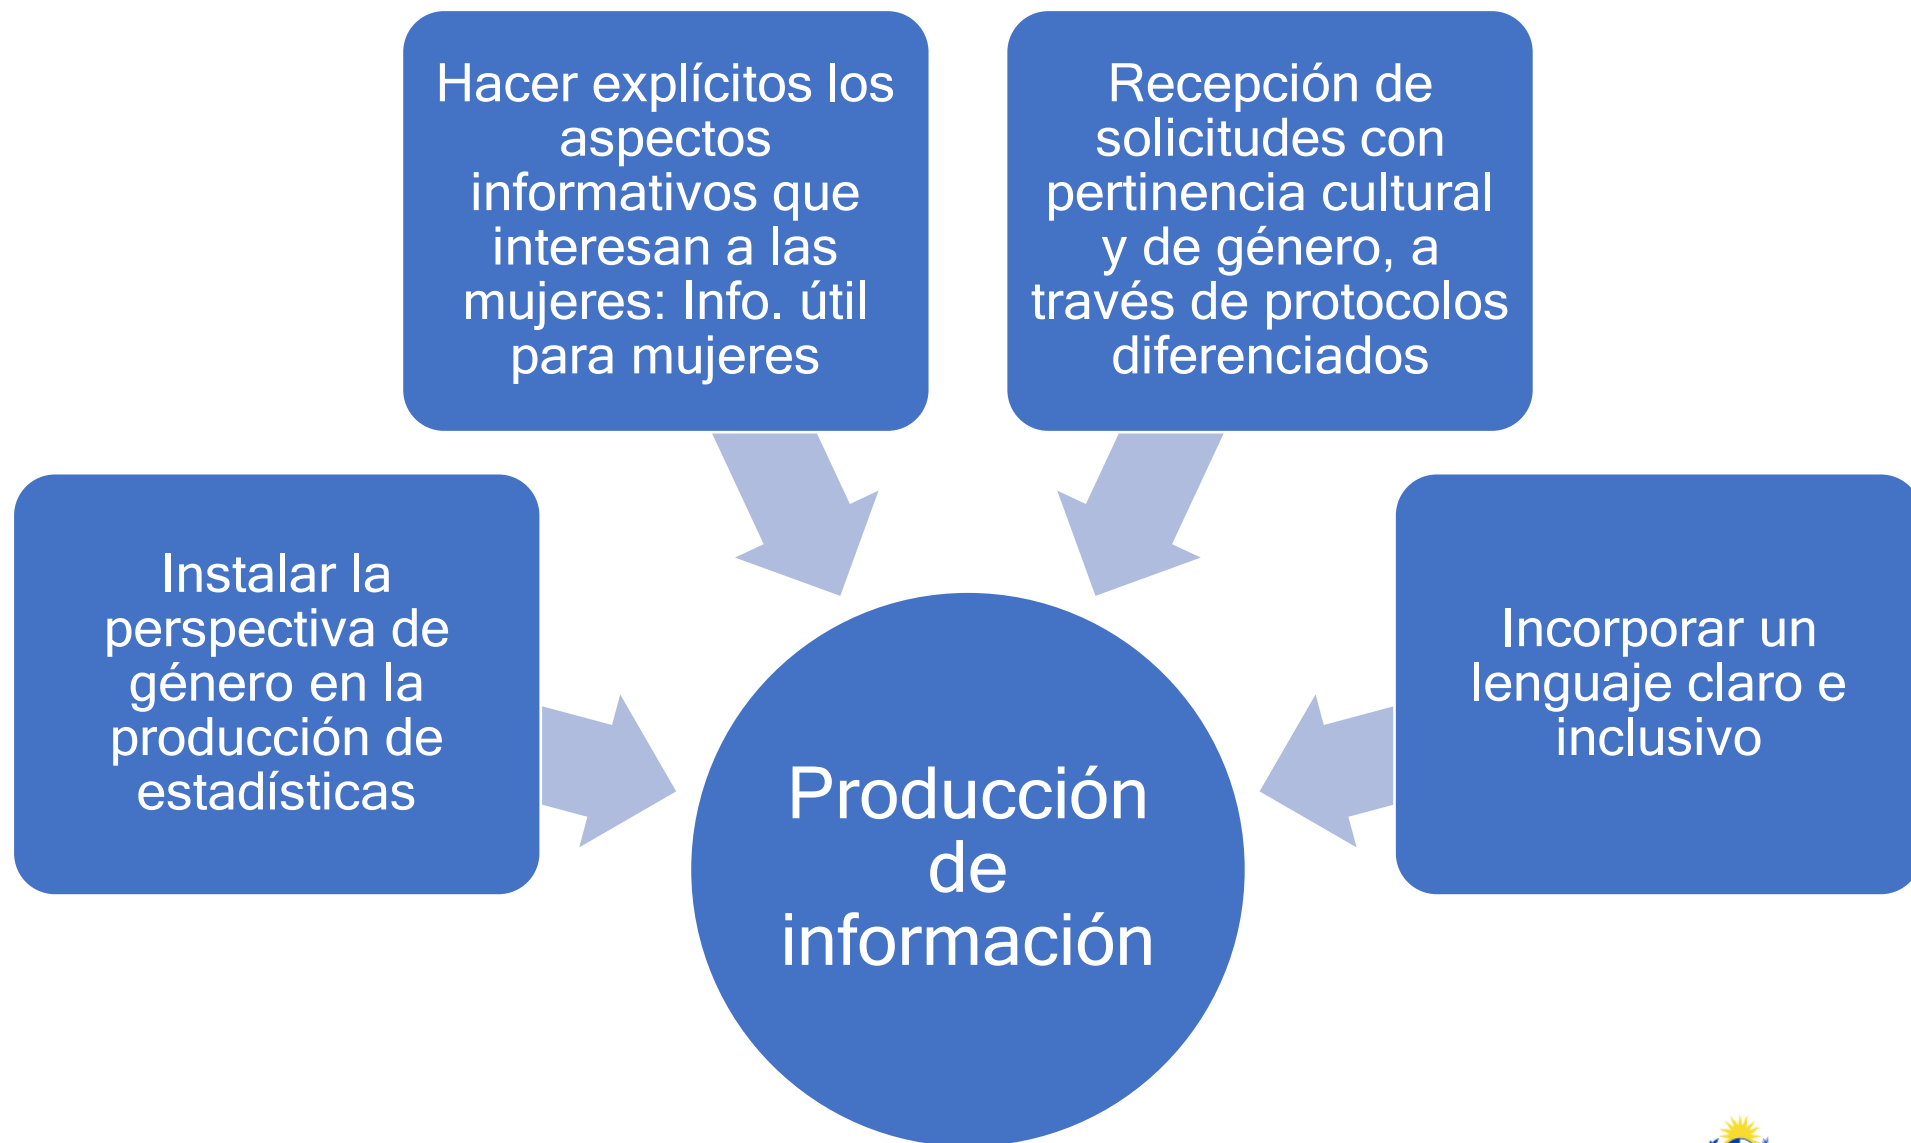 Hacer explícitos los
aspectos
informativos que
interesan a las
mujeres: Info. útil
para mujeres
Recepción de
solicitudes con
pertinencia cultural
y de género, a
través de protocolos
diferenciados
Instalar la
perspectiva de
género en la
producción de
estadísticas
Incorporar un
lenguaje claro e
inclusivo
Producción
de
información